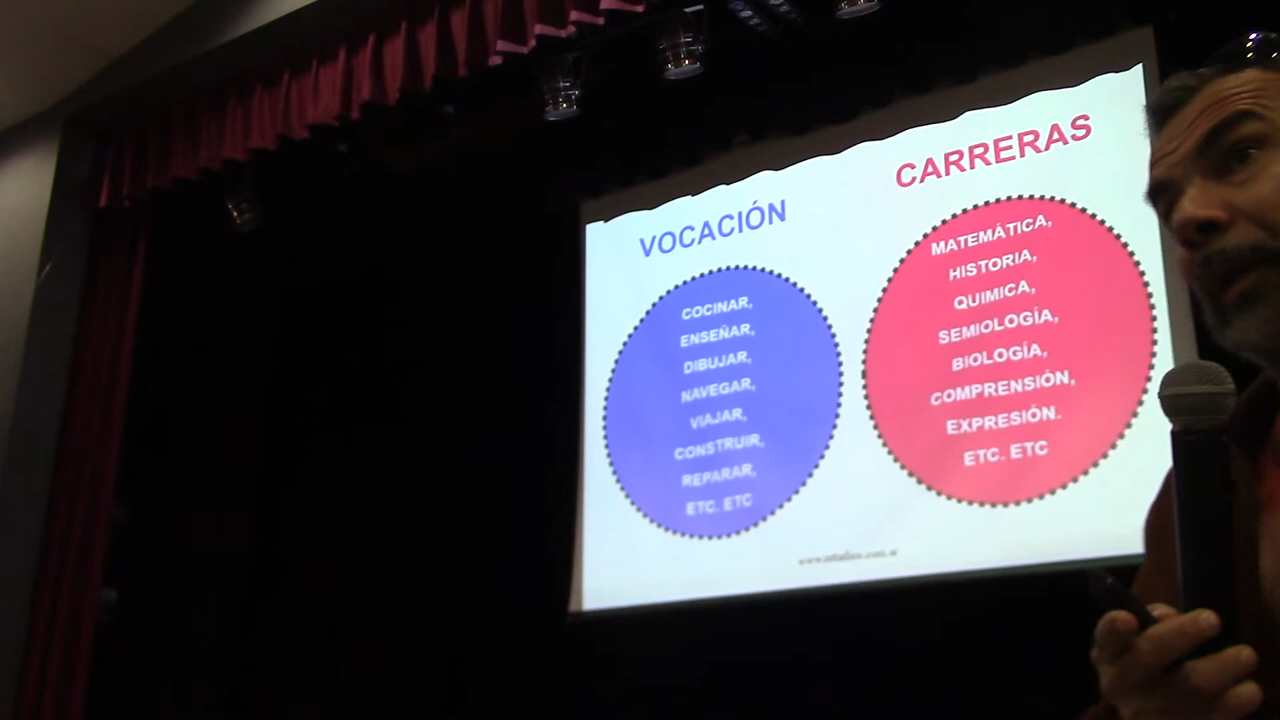 VOCACIÓN
COCINAR,
ENSEÑAR,
DIBUJAR,
NAVEGAR,
VIAJAR,
CONSTRUIR,
REPARAR,
ETC. ETC
CARRERAS
MATEMÁTICA,
HISTORIA,
QUIMICA,
SEMIOLOGÍA,
BIOLOGÍA,
COMPRENSIÓN,
EXPRESIÓN.
ETC. ETC